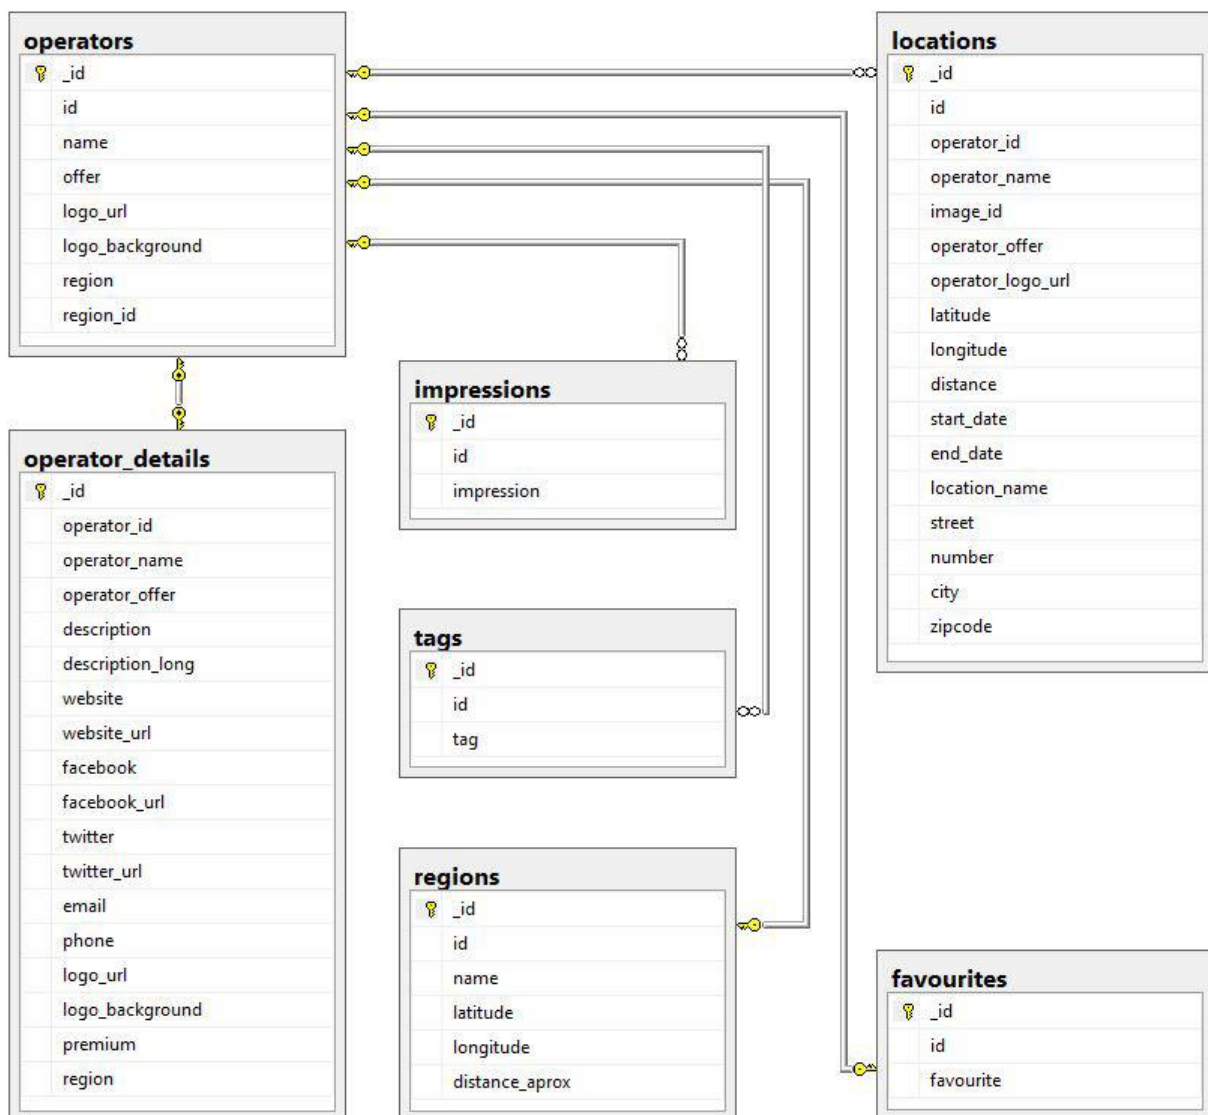 operators
_id
id
name
offer
logo_url
logo_background
region
region_id
operator_details
_id
operator_id
operator_name
operator_offer
description
description_long
website
website_url
facebook
facebook_url
twitter
twitter_url
email
phone
logo_url
logo_background
premium
region
impressions
_id
id
impression
tags
_id
id
tag
regions
_id
id
name
latitude
longitude
distance_aprox
locations
_id
id
operator_id
operator_name
image_id
operator_offer
operator_logo_url
latitude
longitude
distance
start_date
end_date
location_name
street
number
city
zipcode
favourites
_id
id
favourite